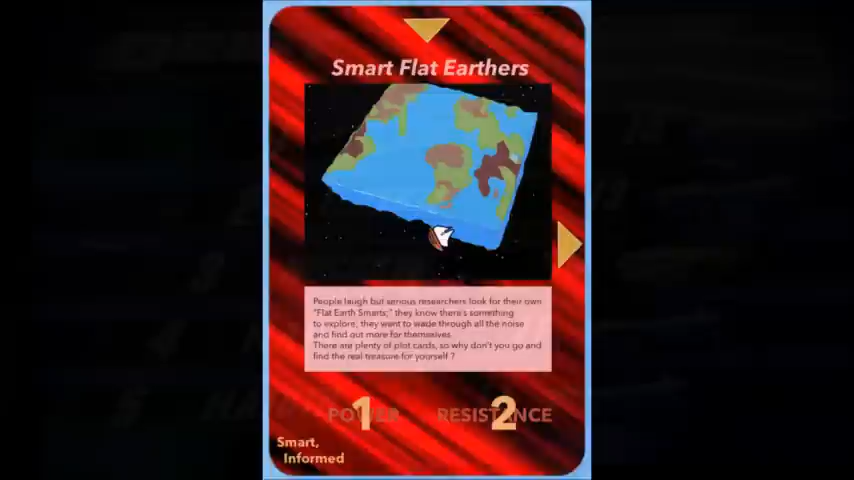 Smart Flat Earthers
People laugh but serious researchers look for their own
"Flat Earth Smarts;" they know there's something
to explore; they want to wade through all the noise
and find out more for themselves.
There are plenty of plot cards, so why don't you go and
find the real treasure for yourself ?
POWER 1 RESISTANCE 2
Smart,
Informed